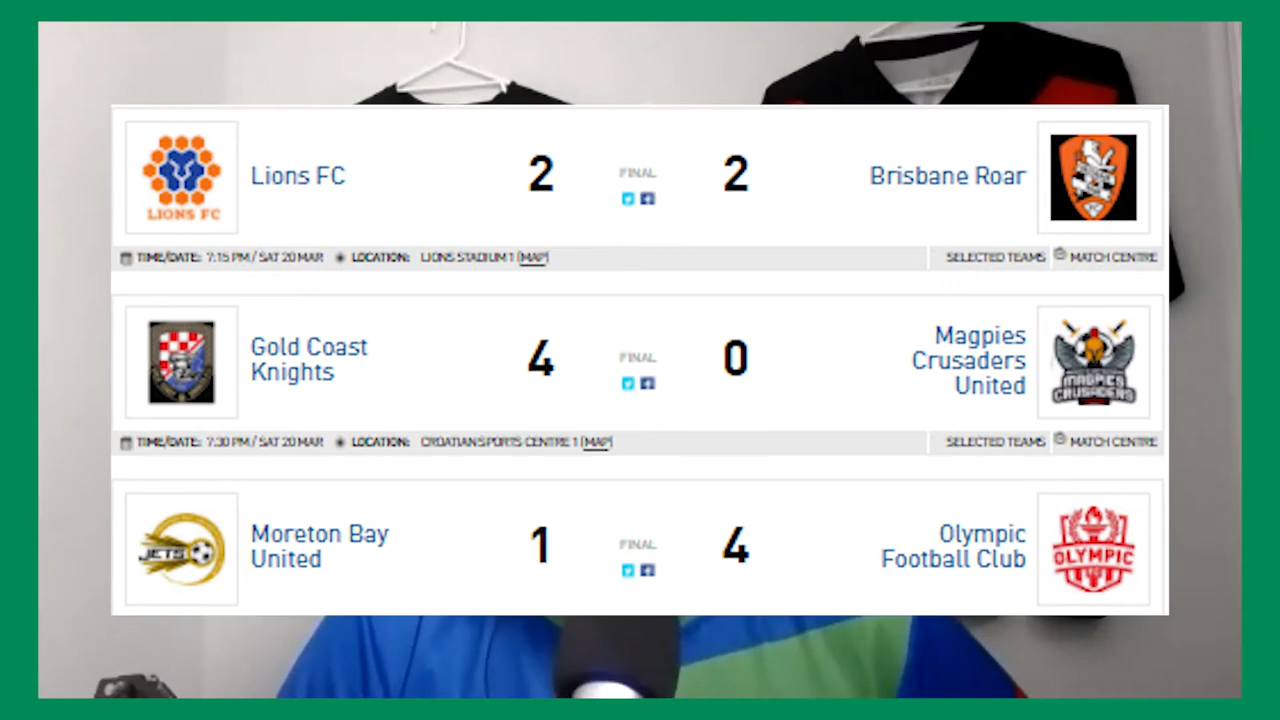 Lions FC 2 FINAL 2 Brisbane Roar
LIONS FC
TIME/DATE: 7:15 PM / SAT 20 MAR LOCATION: LIONS STADIUM 1 (MAP) SELECTED TEAMS MATCH CENTRE
Gold Coast
Knights
4 FINAL 0
Magpies
Crusaders
United
MAGPIES
CRUSADERS
TIME/DATE: 7:30 PM / SAT 20 MAR LOCATION: CROATIAN SPORTS CENTRE 1 (MAP) SELECTED TEAMS MATCH CENTRE
JETS
Moreton Bay
United
1 FINAL 4
Olympic
Football Club
OLYMPIC
FC